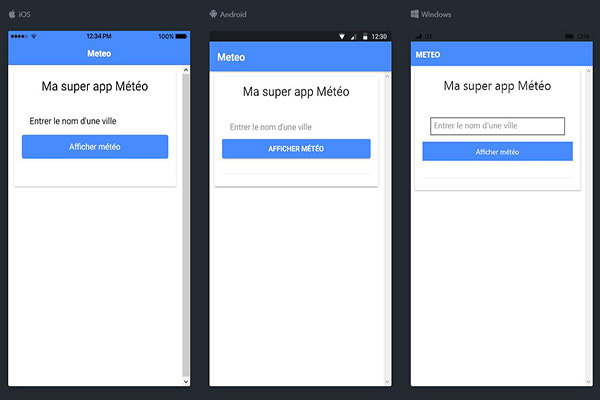 iOS
12:34 PM
100%
Meteo
Ma super app Météo
Entrer le nom d'une ville
Afficher météo
Android
12:30
Meteo
Ma super app Météo
Entrer le nom d'une ville
AFFICHER MÉTÉO
Windows
LTE
METEO
Ma super app Météo
Entrer le nom d'une ville
Afficher météo